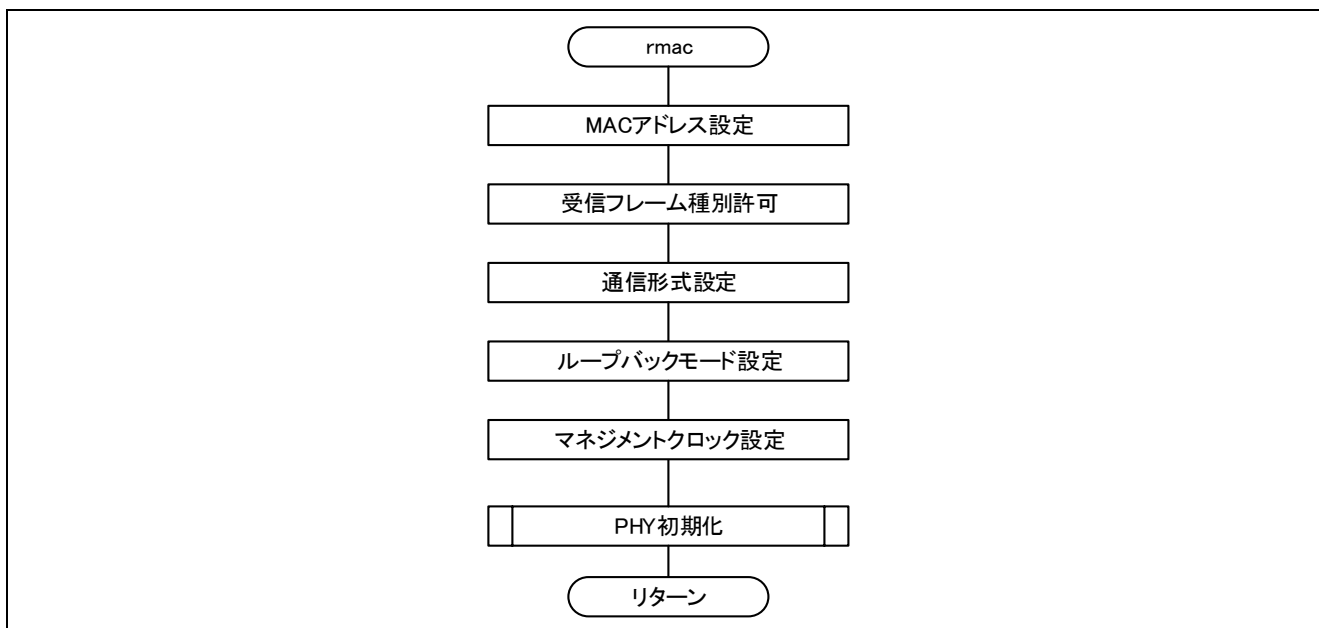 rmac
MACアドレス設定
受信フレーム種別許可
通信形式設定
ループバックモード設定
マネジメントクロック設定
PHY初期化
リターン